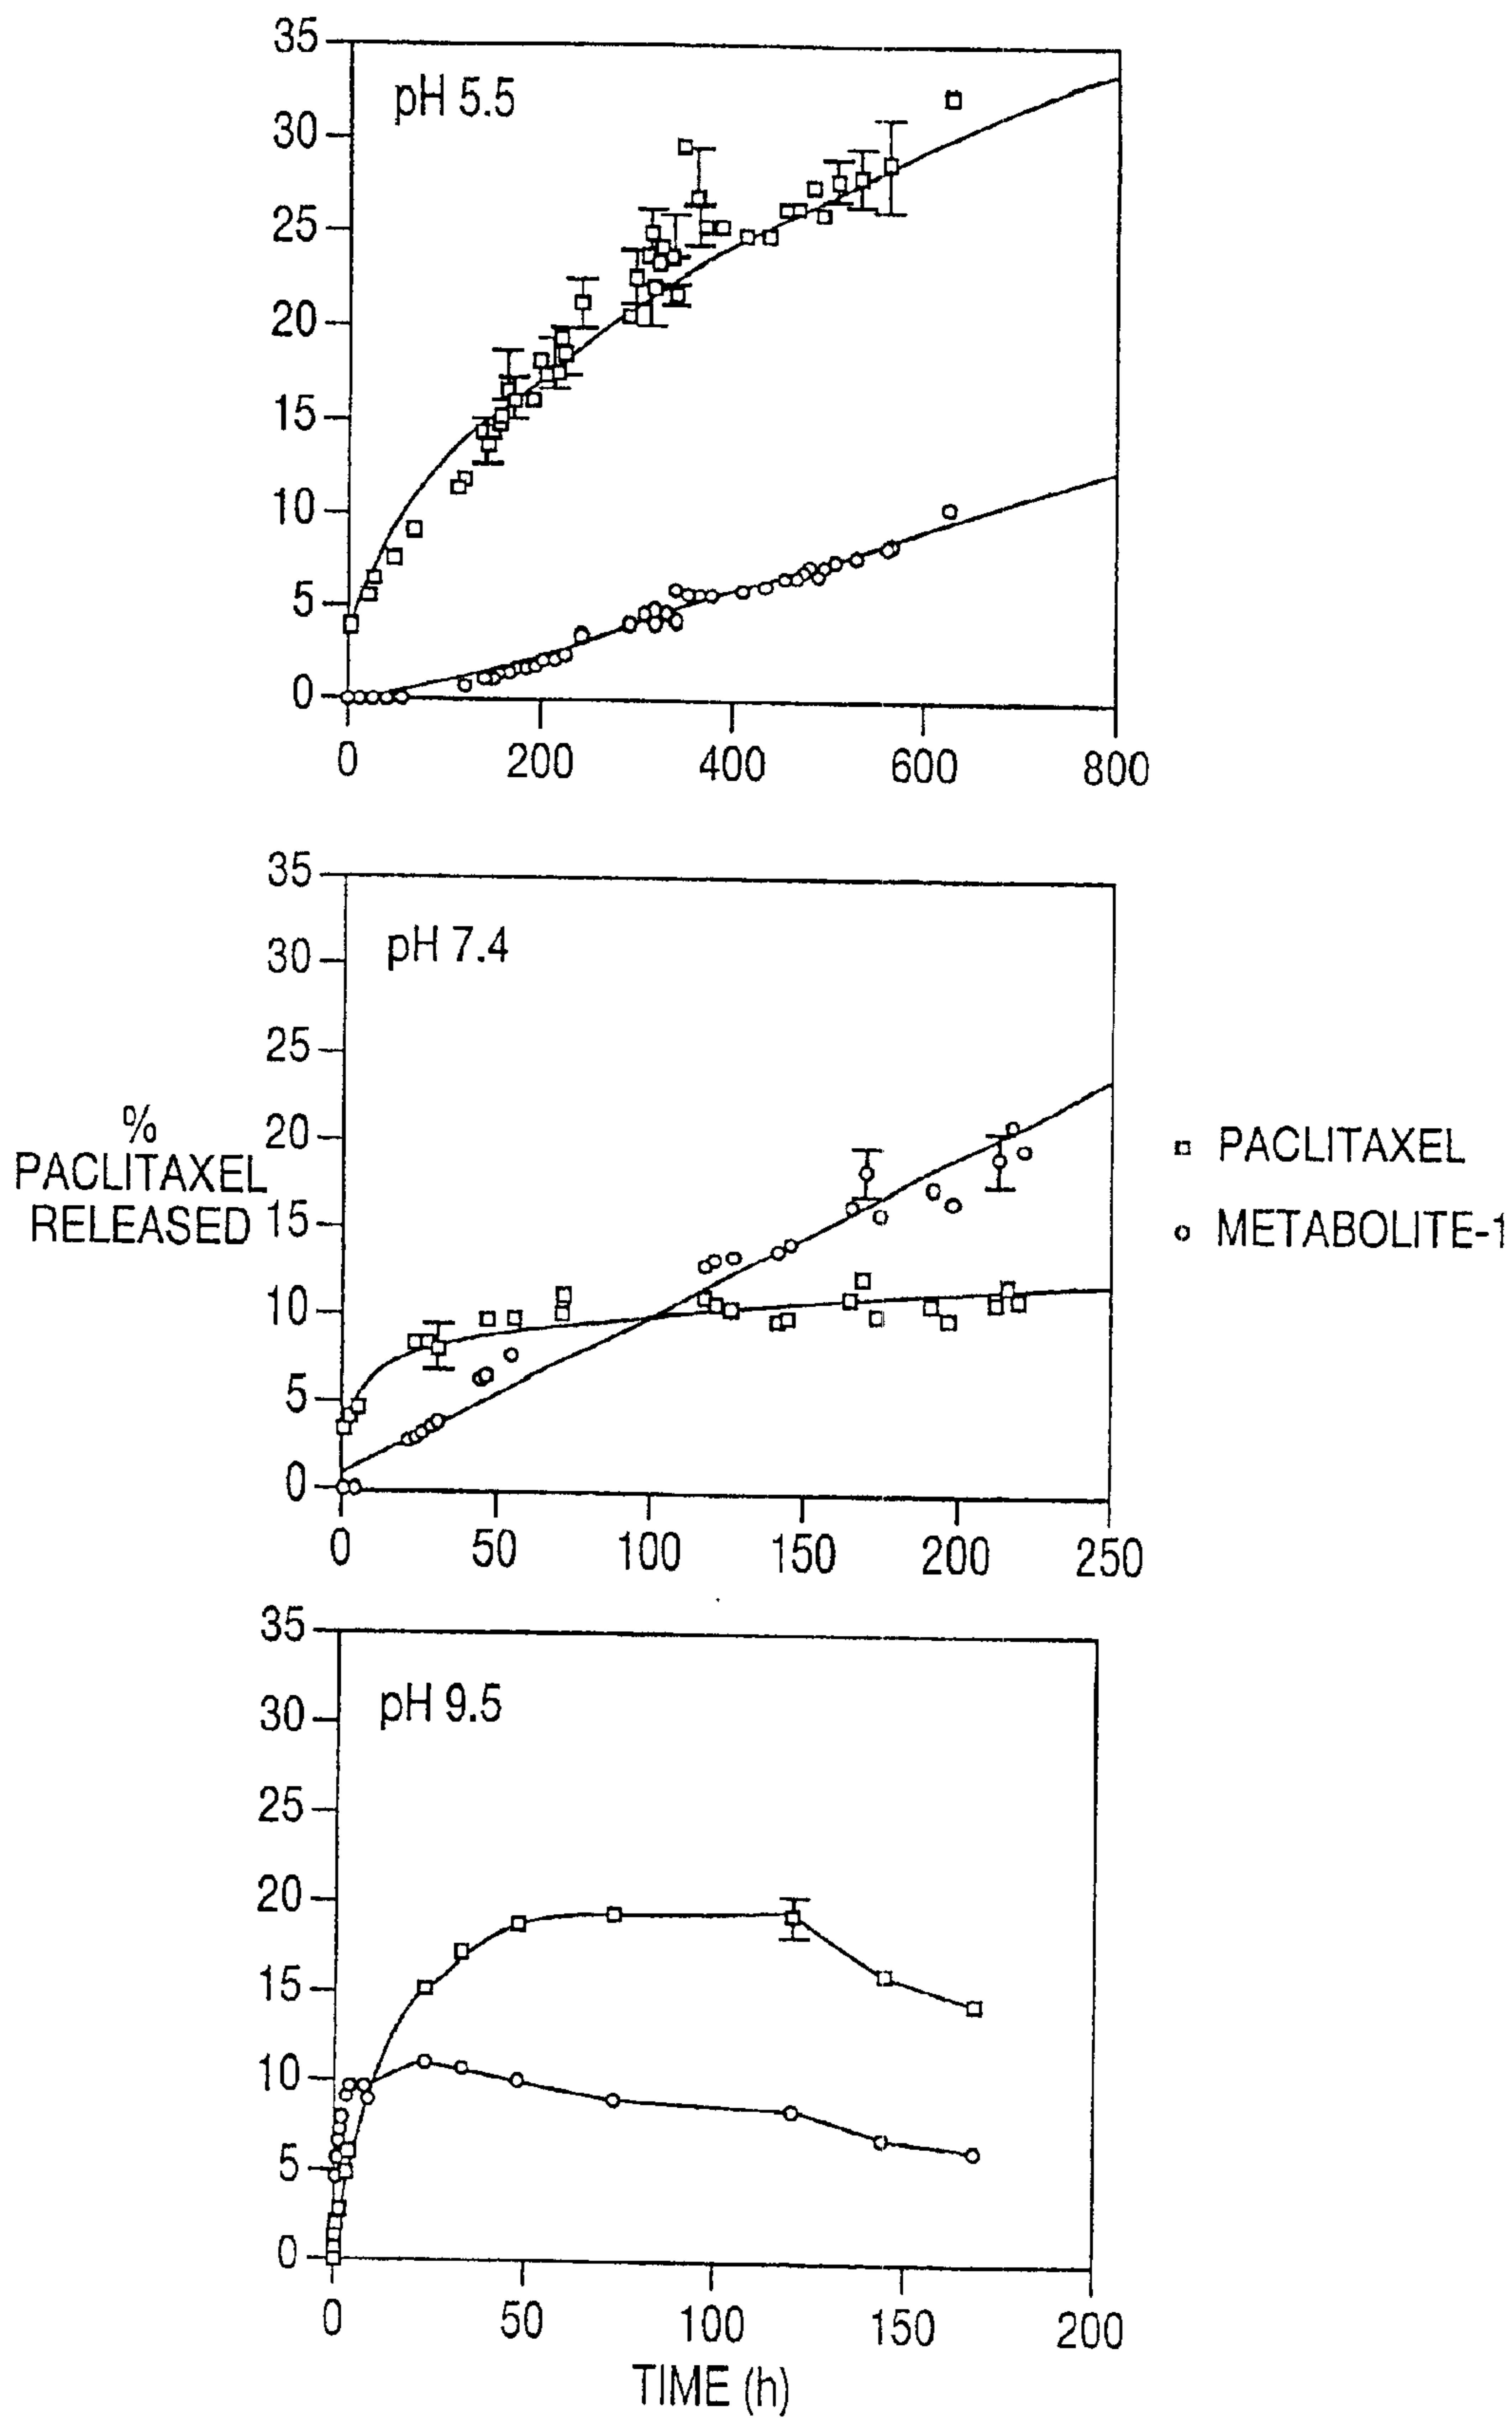 35
pH 5.5
30
25
20
15
10
5
0
0 200 400 600 800
35
pH 7.4
30
25
%
PACLITAXEL
RELEASED
20
15
10
5
0
0 50 100 150 200 250
□ PACLITAXEL
○ METABOLITE-1
35
pH 9.5
30
25
20
15
10
5
0
0 50 100 150 200
TIME (h)